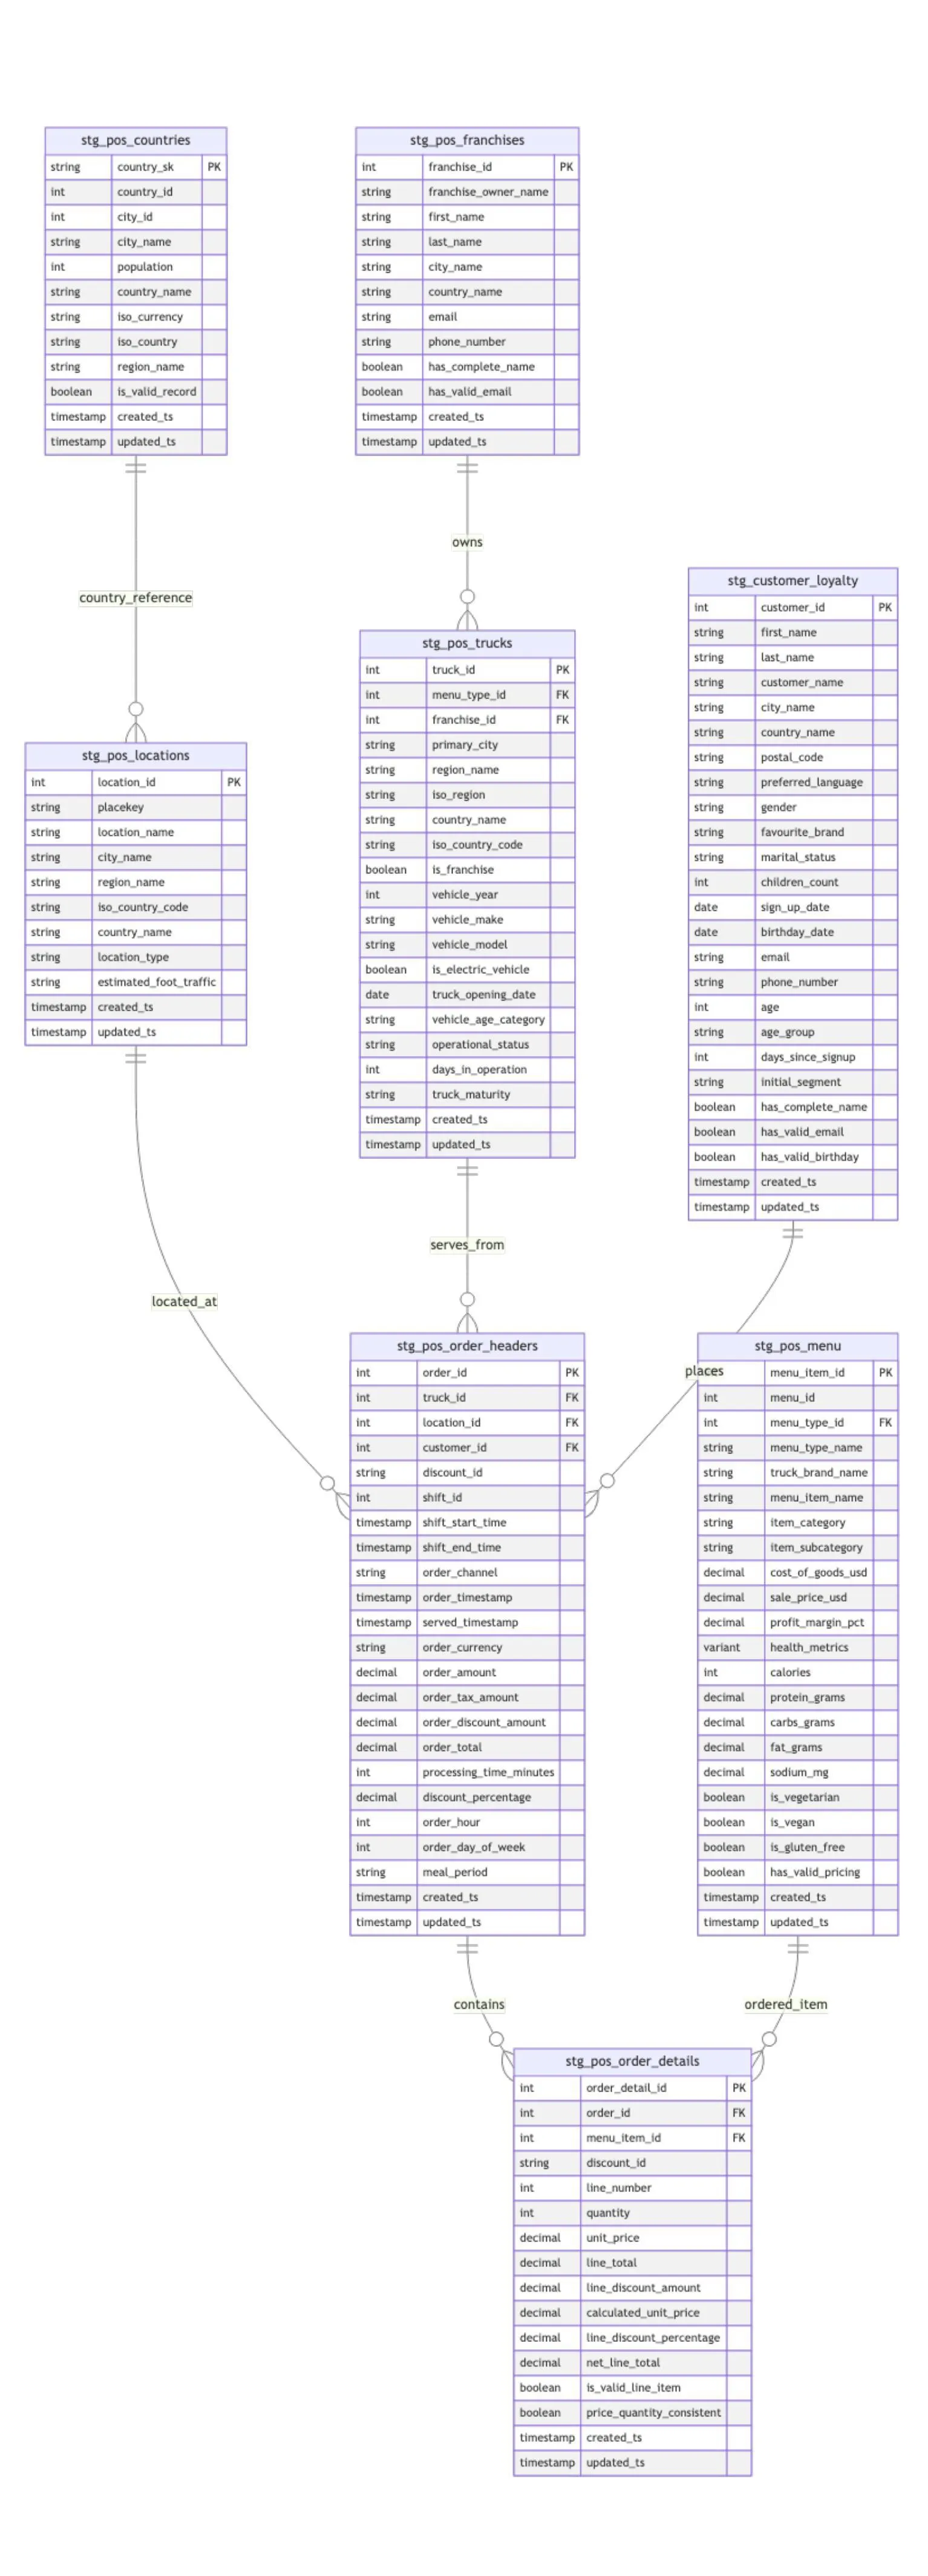 stg_pos_countries
string country_sk PK
int country_id
int city_id
string city_name
int population
string country_name
string iso_currency
string iso_country
string region_name
boolean is_valid_record
timestamp created_ts
timestamp updated_ts
stg_pos_franchises
int franchise_id PK
string franchise_owner_name
string first_name
string last_name
string city_name
string country_name
string email
string phone_number
boolean has_complete_name
boolean has_valid_email
timestamp created_ts
timestamp updated_ts
owns
country_reference
stg_customer_loyalty
int customer_id PK
string first_name
string last_name
string customer_name
string city_name
string country_name
string postal_code
string preferred_language
string gender
string favourite_brand
string marital_status
int children_count
date sign_up_date
date birthday_date
string email
string phone_number
int age
string age_group
int days_since_signup
string initial_segment
boolean has_complete_name
boolean has_valid_email
boolean has_valid_birthday
timestamp created_ts
timestamp updated_ts
stg_pos_trucks
int truck_id PK
int menu_type_id FK
int franchise_id FK
string primary_city
string region_name
string iso_region
string country_name
string iso_country_code
boolean is_franchise
int vehicle_year
string vehicle_make
string vehicle_model
boolean is_electric_vehicle
date truck_opening_date
string vehicle_age_category
string operational_status
int days_in_operation
string truck_maturity
timestamp created_ts
timestamp updated_ts
stg_pos_locations
int location_id PK
string placekey
string location_name
string city_name
string region_name
string iso_country_code
string country_name
string location_type
string estimated_foot_traffic
timestamp created_ts
timestamp updated_ts
serves_from
located_at
places
stg_pos_order_headers
int order_id PK
int truck_id FK
int location_id FK
int customer_id FK
string discount_id
int shift_id
timestamp shift_start_time
timestamp shift_end_time
string order_channel
timestamp order_timestamp
timestamp served_timestamp
string order_currency
decimal order_amount
decimal order_tax_amount
decimal order_discount_amount
decimal order_total
int processing_time_minutes
decimal discount_percentage
int order_hour
int order_day_of_week
string meal_period
timestamp created_ts
timestamp updated_ts
stg_pos_menu
menu_item_id PK
int menu_id
int menu_type_id FK
string menu_type_name
string truck_brand_name
string menu_item_name
string item_category
string item_subcategory
decimal cost_of_goods_usd
decimal sale_price_usd
decimal profit_margin_pct
variant health_metrics
int calories
decimal protein_grams
decimal carbs_grams
decimal fat_grams
decimal sodium_mg
boolean is_vegetarian
boolean is_vegan
boolean is_gluten_free
boolean has_valid_pricing
timestamp created_ts
timestamp updated_ts
contains
ordered_item
stg_pos_order_details
int order_detail_id PK
int order_id FK
int menu_item_id FK
string discount_id
int line_number
int quantity
decimal unit_price
decimal line_total
decimal line_discount_amount
decimal calculated_unit_price
decimal line_discount_percentage
decimal net_line_total
boolean is_valid_line_item
boolean price_quantity_consistent
timestamp created_ts
timestamp updated_ts